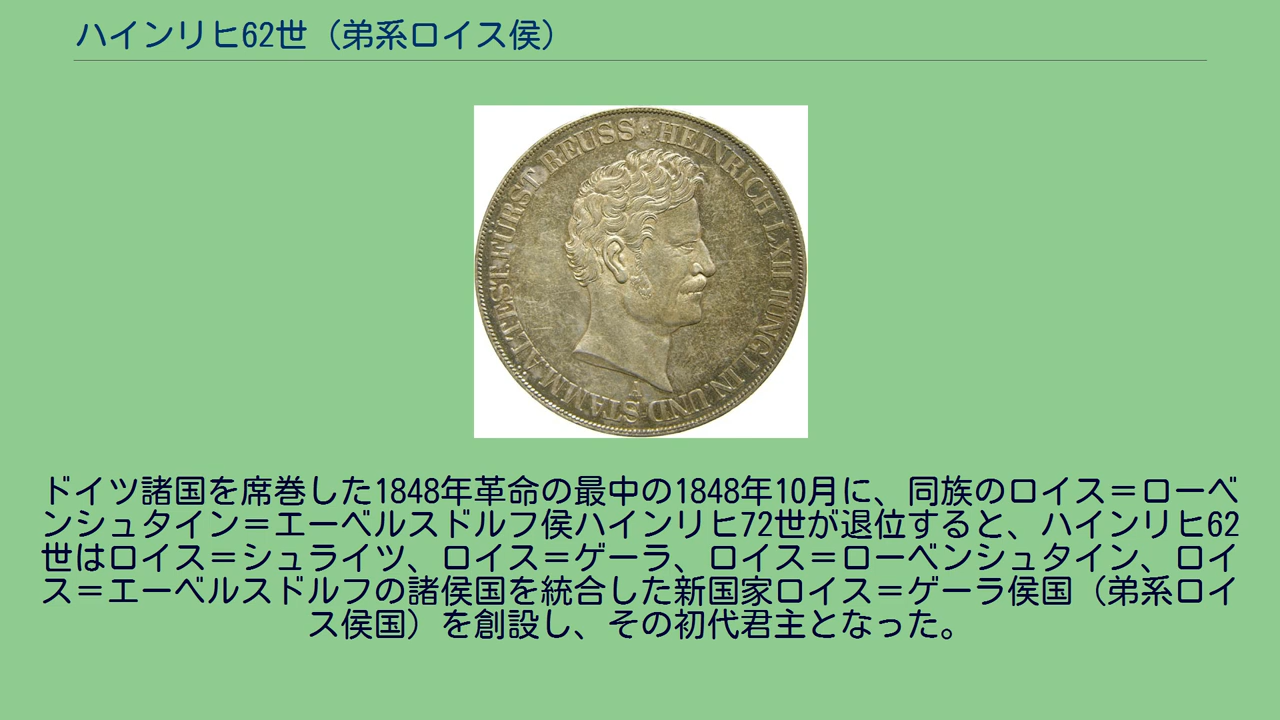 ハインリヒ62世（弟系ロイス侯）
HEINRICH LXII JÜNG.LIN.UND STAMM.ÄLTEST.FÜRST REUSS
A
ドイツ諸国を席巻した1848年革命の最中の1848年10月に、同族のロイス＝ローベ
ンシュタイン＝エーベルスドルフ侯ハインリヒ72世が退位すると、ハインリヒ62
世はロイス＝シュライツ、ロイス＝ゲーラ、ロイス＝ローベンシュタイン、ロイ
ス＝エーベルスドルフの諸侯国を統合した新国家ロイス＝ゲーラ侯国（弟系ロイ
ス侯国）を創設し、その初代君主となった。